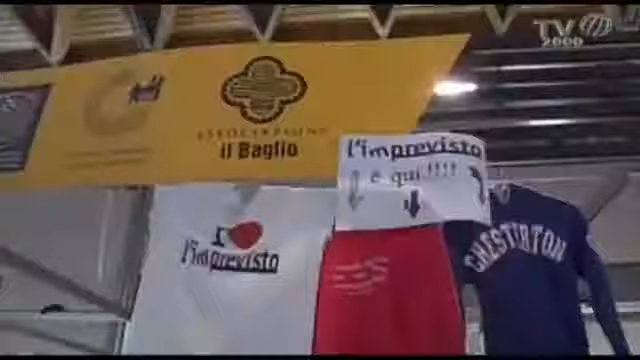 TV
2000
ASSOCIAZIONE
il Baglio
l'imprevisto
è qui!!!!
I
l'imprevisto
CHESTERTON